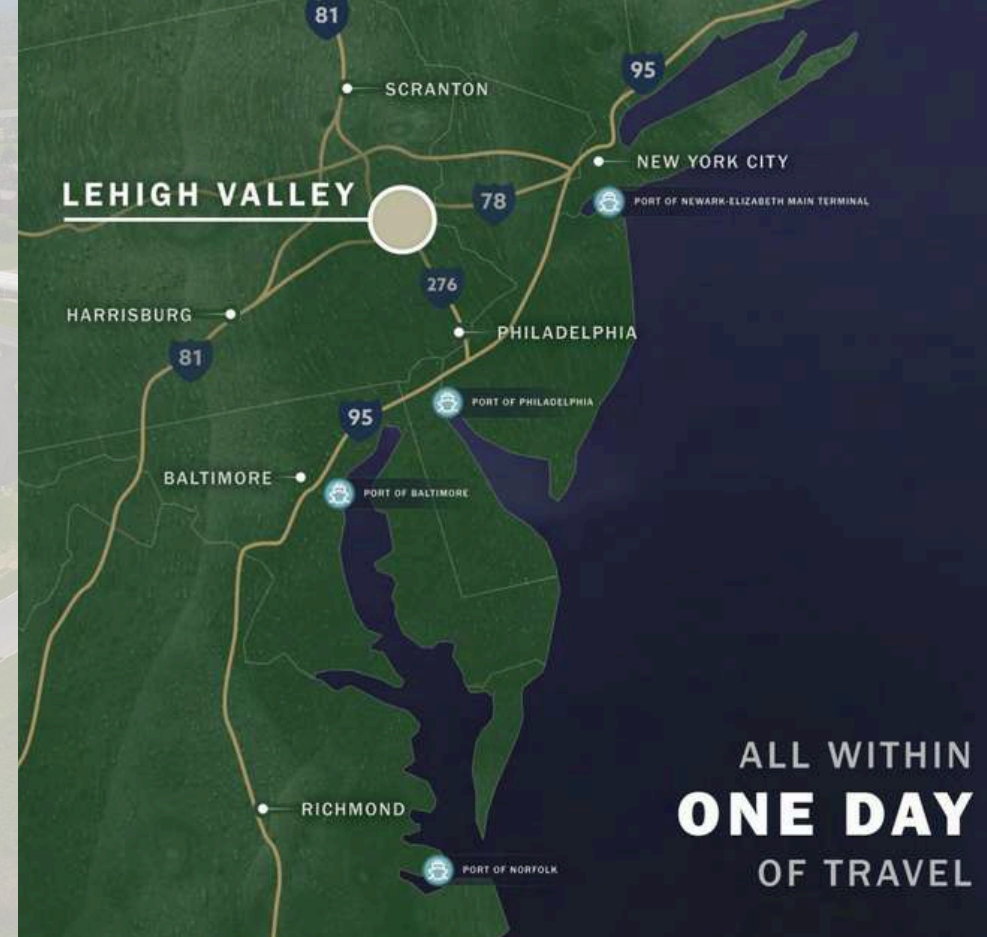 81
95
SCRANTON
NEW YORK CITY
LEHIGH VALLEY
78
PORT OF NEWARK-ELIZABETH MAIN TERMINAL
276
HARRISBURG
PHILADELPHIA
81
PORT OF PHILADELPHIA
95
BALTIMORE
PORT OF BALTIMORE
ALL WITHIN
ONE DAY
OF TRAVEL
RICHMOND
PORT OF NORFOLK